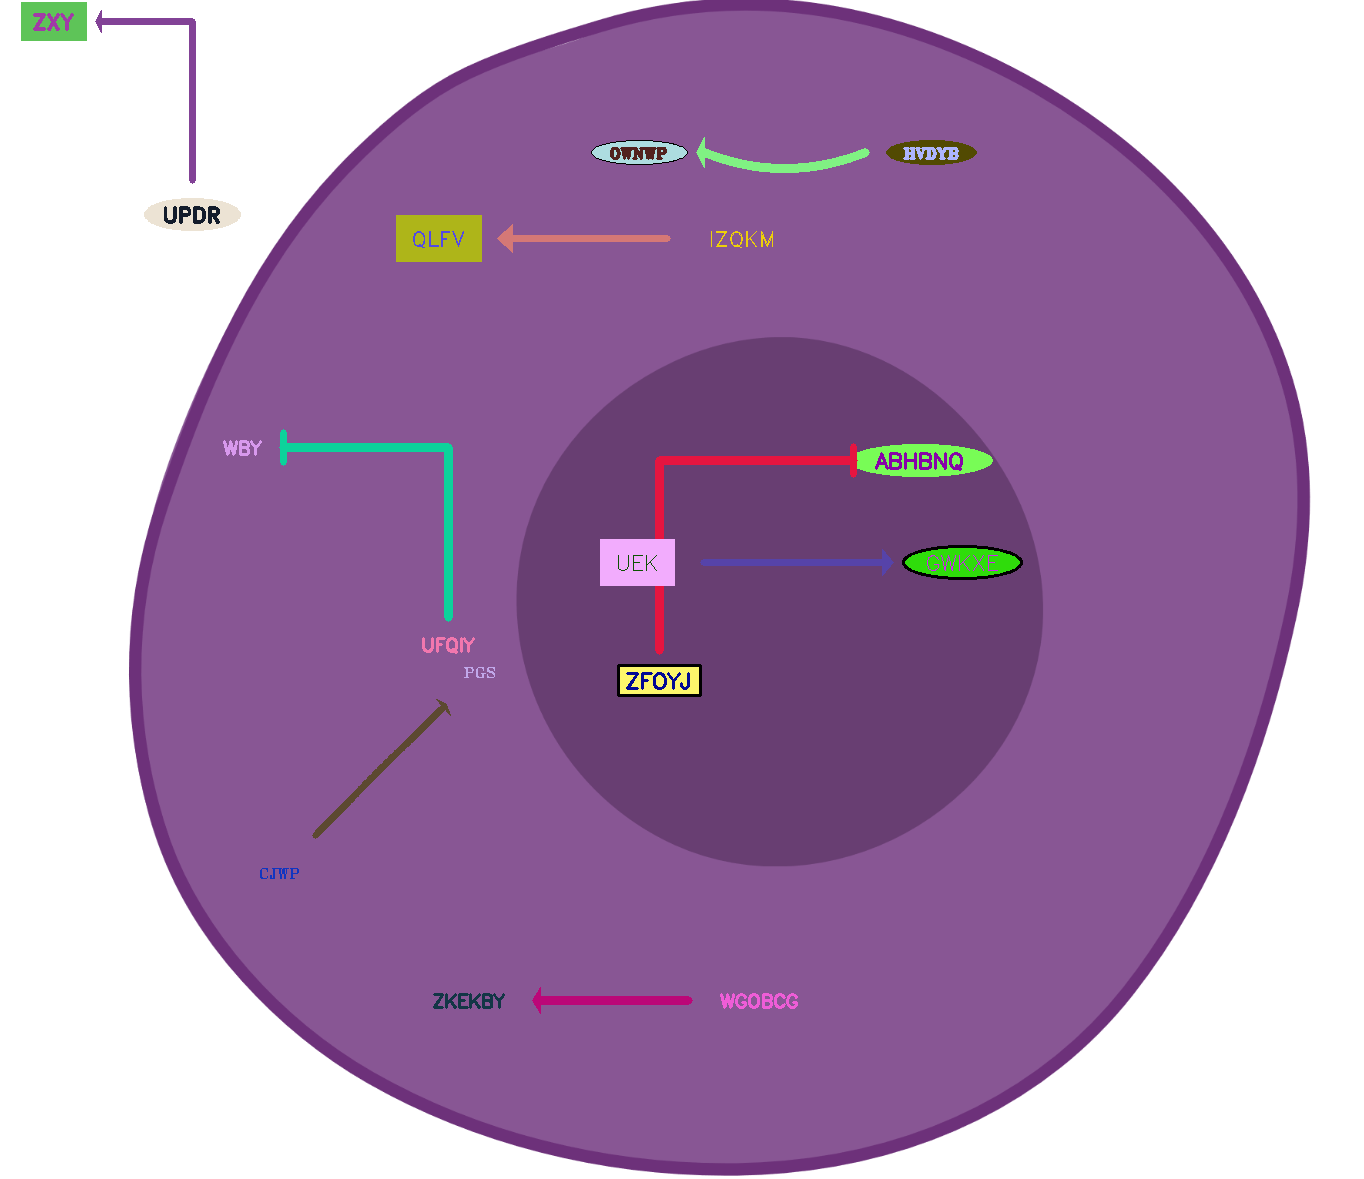 ZXY
OWNWP
HVDYB
UPDR
QLFV
IZQKM
WBY
ABHBNQ
UEK
GWKXE
UFQIY
PGS
ZFOYJ
CJWP
ZKEKBY
WGOBCG